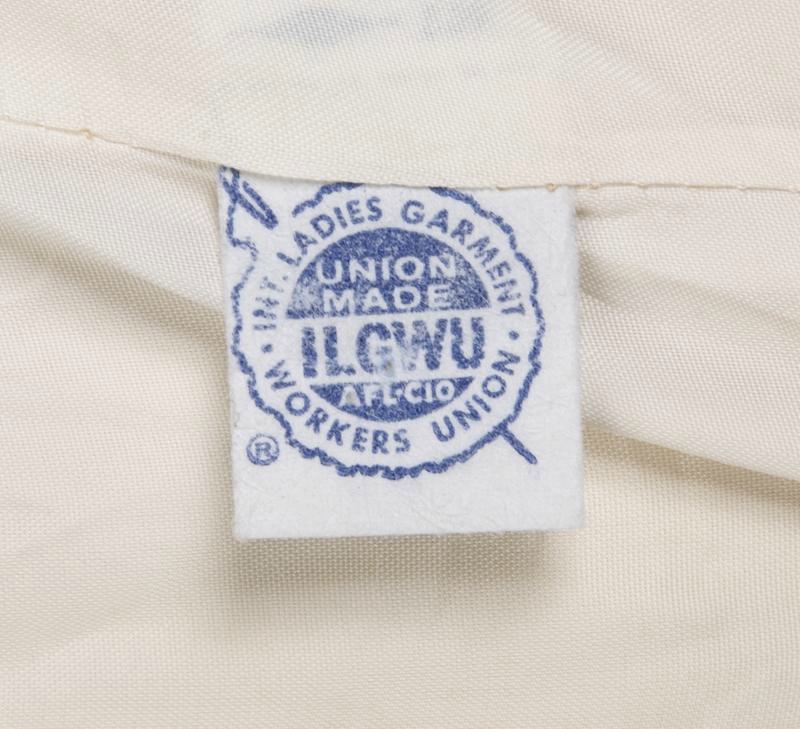 INT. LADIES GARMENT
UNION
MADE
ILGWU
AFL-CIO
• WORKERS UNION •
®